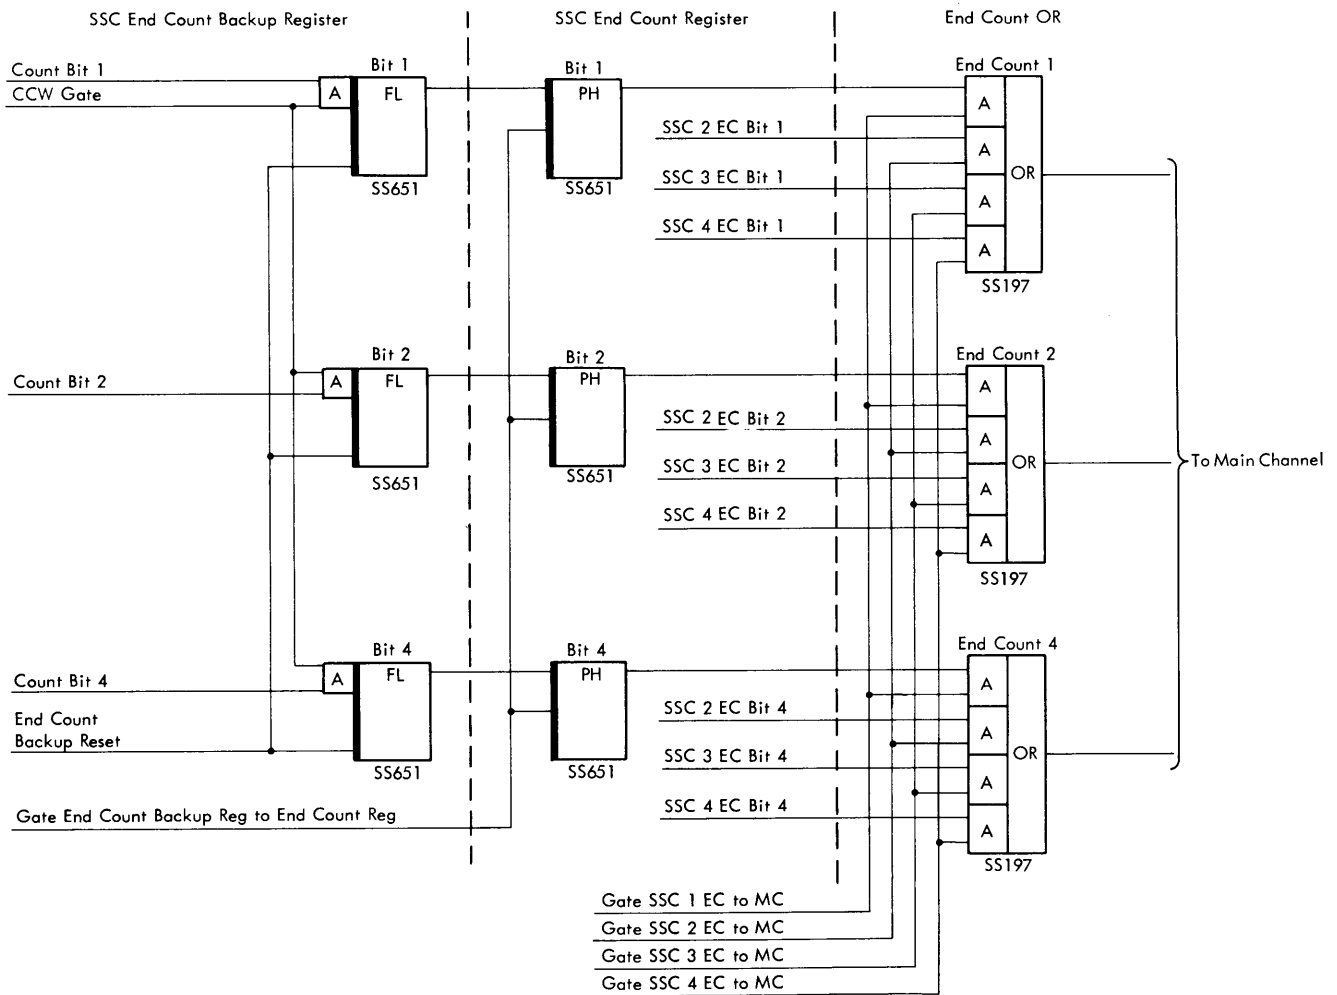 SSC End Count Backup Register
SSC End Count Register
End Count OR
Count Bit 1
CCW Gate
A
Bit 1
FL
SS651
Bit 1
PH
SS651
SSC 2 EC Bit 1
SSC 3 EC Bit 1
SSC 4 EC Bit 1
End Count 1
A
A
A
A
OR
SS197
Count Bit 2
A
Bit 2
FL
SS651
Bit 2
PH
SS651
SSC 2 EC Bit 2
SSC 3 EC Bit 2
SSC 4 EC Bit 2
End Count 2
A
A
A
A
OR
SS197
To Main Channel
Count Bit 4
End Count
Backup Reset
A
Bit 4
FL
SS651
Bit 4
PH
SS651
SSC 2 EC Bit 4
SSC 3 EC Bit 4
SSC 4 EC Bit 4
End Count 4
A
A
A
A
OR
SS197
Gate End Count Backup Reg to End Count Reg
Gate SSC 1 EC to MC
Gate SSC 2 EC to MC
Gate SSC 3 EC to MC
Gate SSC 4 EC to MC